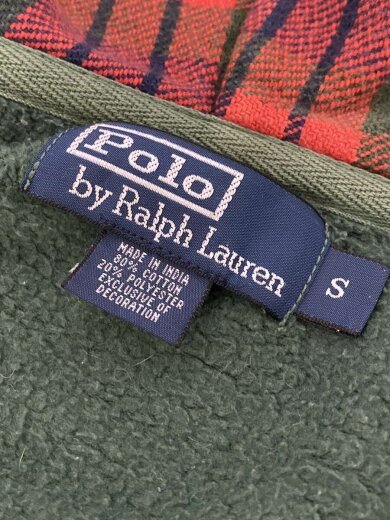 Polo
by Ralph Lauren
S
MADE IN INDIA
80% COTTON
20% POLYESTER
EXCLUSIVE OF
DECORATION